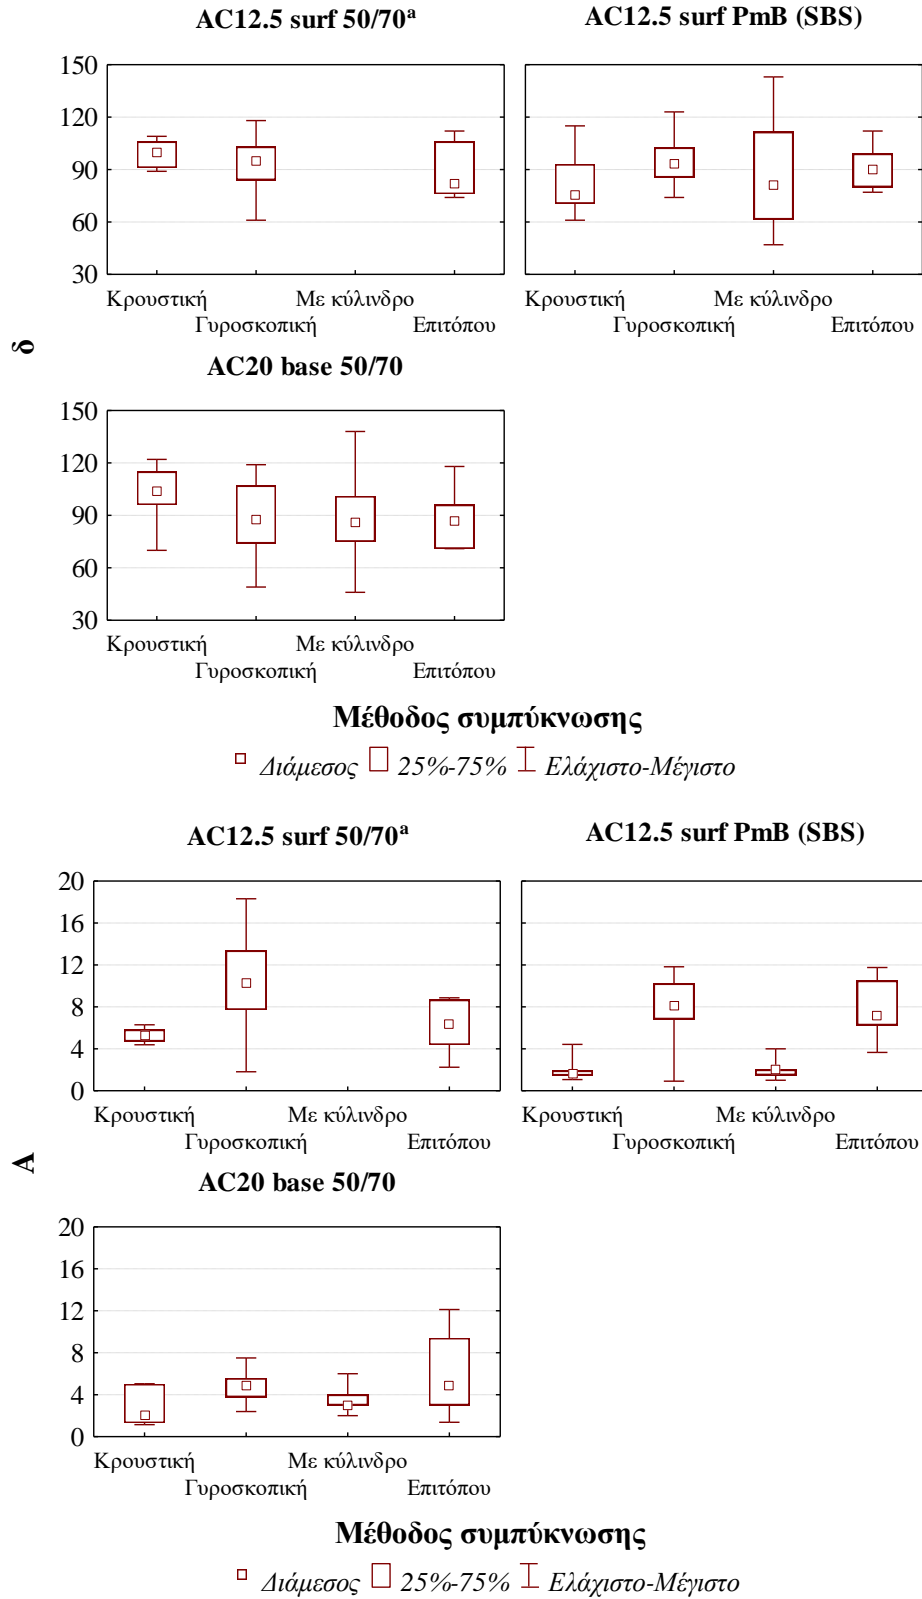 AC12.5 surf 50/70ᵃ
AC12.5 surf PmB (SBS)
150
120
90
60
30
Κρουστική
Με κύλινδρο
Γυροσκοπική
Επιτόπου
Κρουστική
Με κύλινδρο
Γυροσκοπική
Επιτόπου
δ
AC20 base 50/70
150
120
90
60
30
Κρουστική
Με κύλινδρο
Γυροσκοπική
Επιτόπου
Μέθοδος συμπύκνωσης
Διάμεσος 25%-75% Ελάχιστο-Μέγιστο
AC12.5 surf 50/70ᵃ
AC12.5 surf PmB (SBS)
20
16
12
8
4
0
Κρουστική
Με κύλινδρο
Γυροσκοπική
Επιτόπου
Κρουστική
Με κύλινδρο
Γυροσκοπική
Επιτόπου
A
AC20 base 50/70
20
16
12
8
4
0
Κρουστική
Με κύλινδρο
Γυροσκοπική
Επιτόπου
Μέθοδος συμπύκνωσης
Διάμεσος 25%-75% Ελάχιστο-Μέγιστο